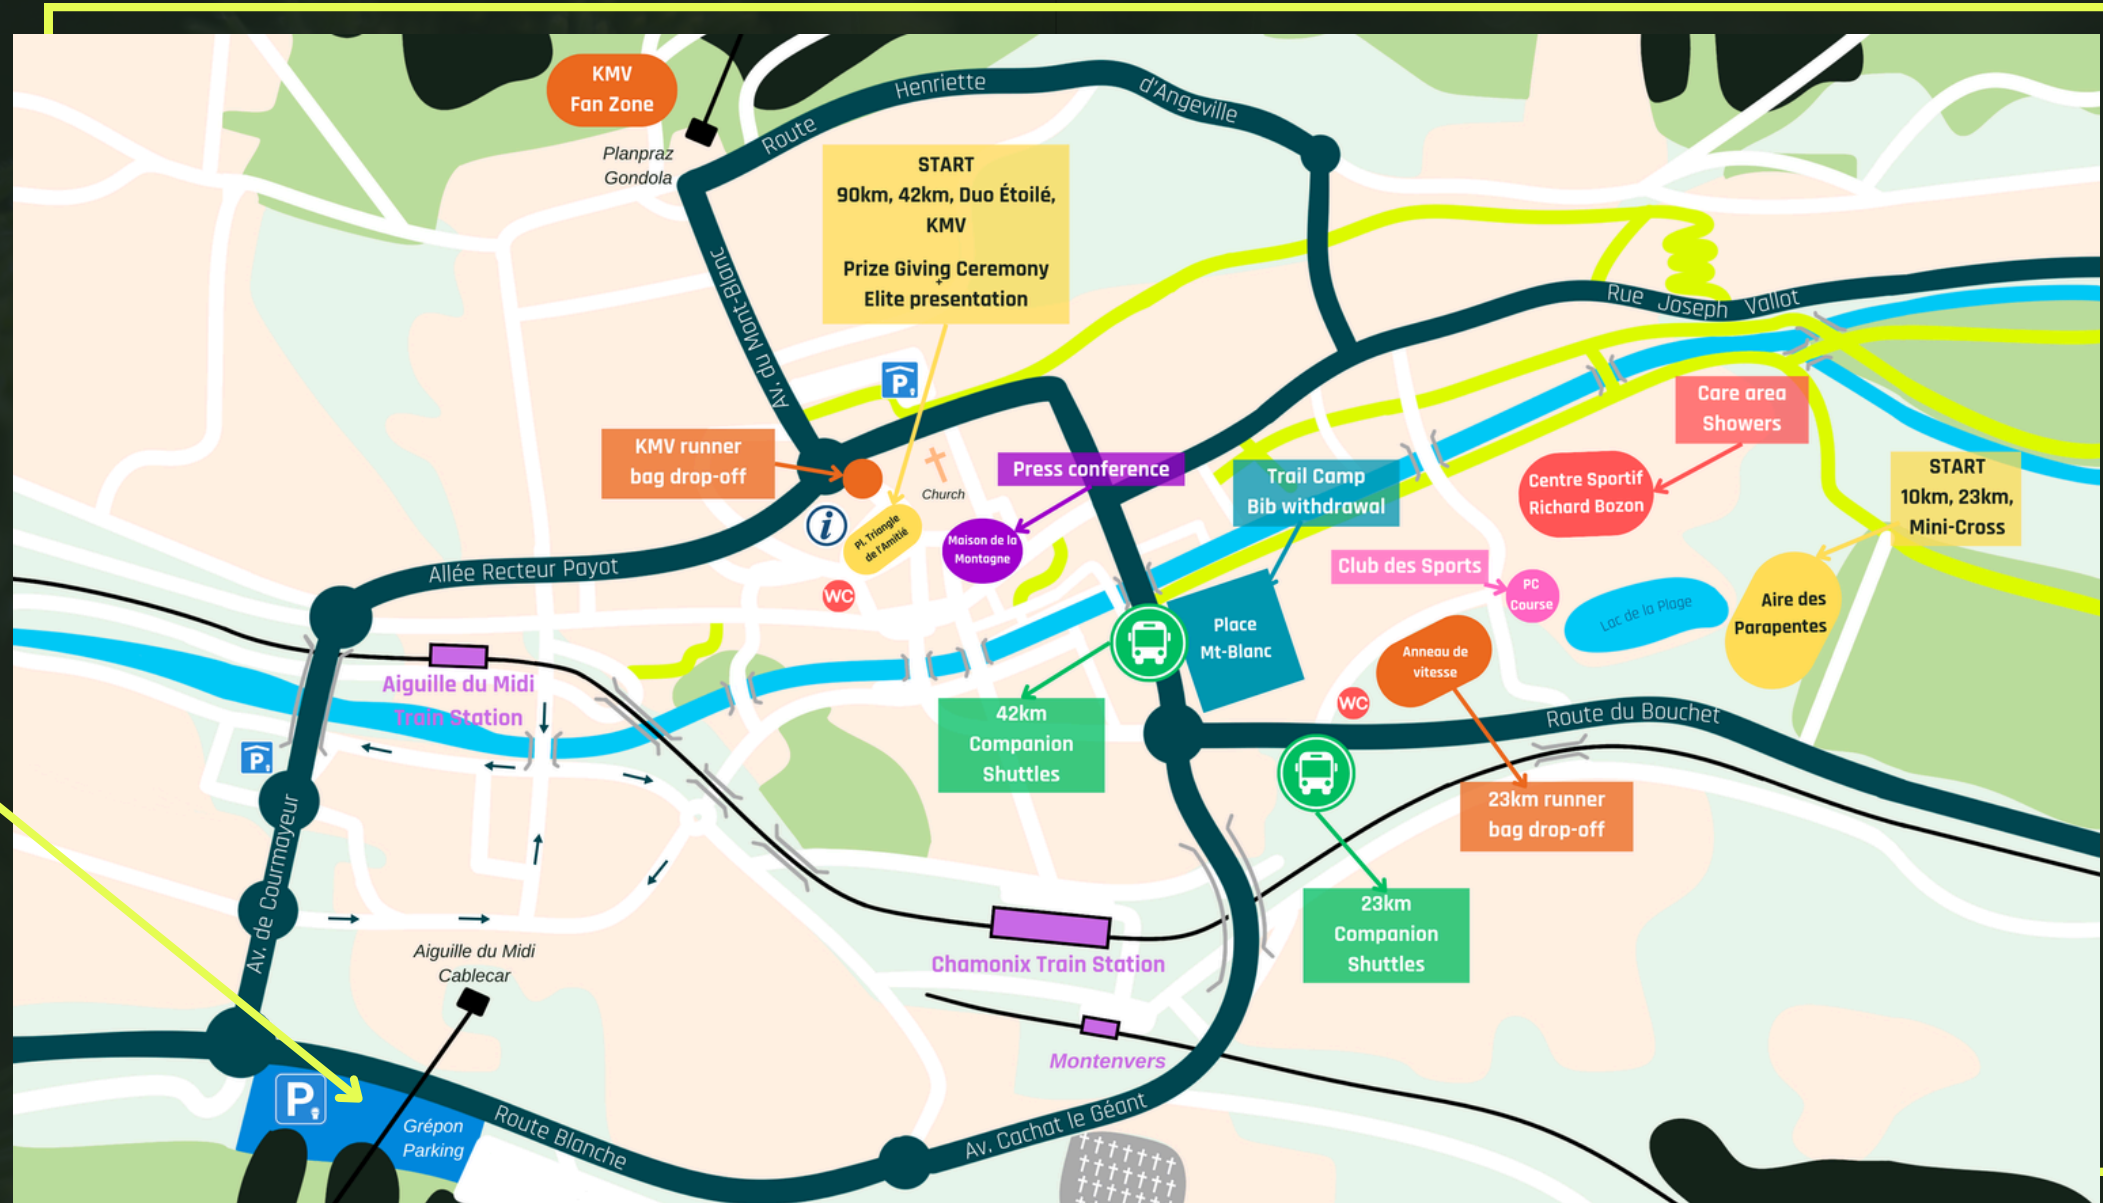 KMV
Fan Zone
Planpraz
Gondola
Route
Henriette
d'Angeville
START
90km, 42km, Duo Étoilé,
KMV
Prize Giving Ceremony
+
Elite presentation
Av. du Mont-Blanc
Rue Joseph Vallot
P
KMV runner
bag drop-off
Church
Press conference
Trail Camp
Bib withdrawal
Care area
Showers
Centre Sportif
Richard Bozon
START
10km, 23km,
Mini-Cross
i
Pl. Triangle
de l'Amitié
Maison de la
Montagne
Allée Recteur Payot
WC
Club des Sports
PC
Course
Lac de la Plage
Aire des
Parapentes
Place
Mt-Blanc
Anneau de
vitesse
Aiguille du Midi
Train Station
WC
Route du Bouchet
42km
Companion
Shuttles
P
23km runner
bag drop-off
Av. de Courmayeur
23km
Companion
Shuttles
Aiguille du Midi
Cablecar
Chamonix Train Station
Montenvers
P
Grépon
Parking
Route Blanche
Av. Cachat le Géant